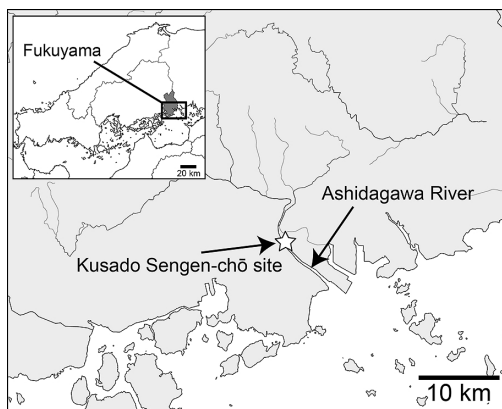 Fukuyama
20 km
Ashidagawa River
Kusado Sengen-chō site
10 km